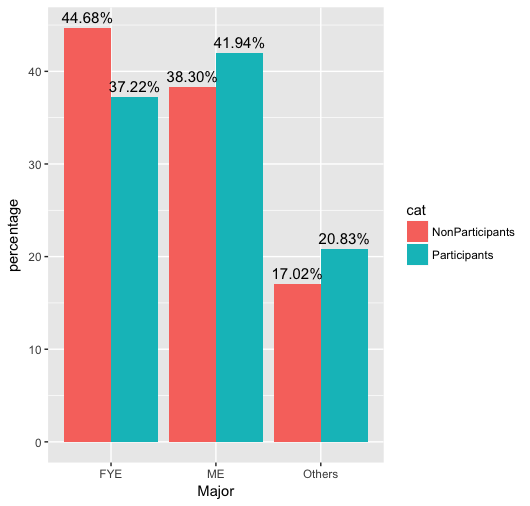 44.68%
37.22%
38.30%
41.94%
17.02%
20.83%
40
30
20
10
0
percentage
FYE
ME
Others
Major
cat
NonParticipants
Participants